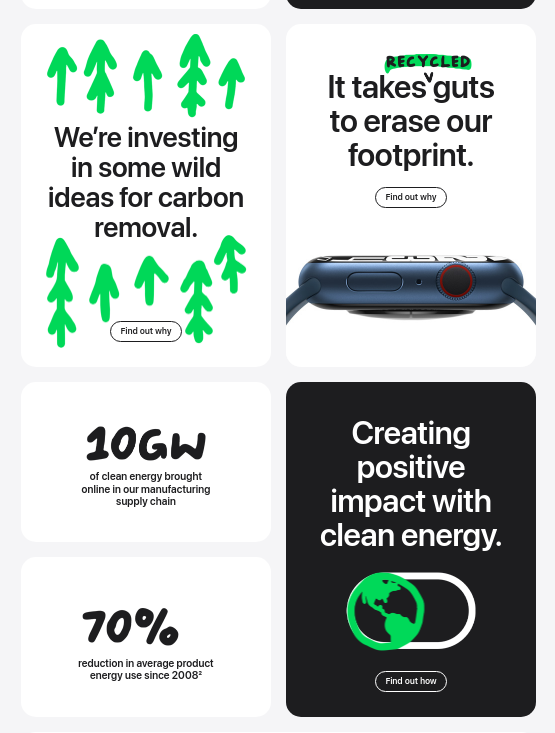 We're investing
in some wild
ideas for carbon
removal.
Find out why
RECYCLED
It takes guts
to erase our
footprint.
Find out why
10GW
of clean energy brought
online in our manufacturing
supply chain
70%
reduction in average product
energy use since 2008²
Creating
positive
impact with
clean energy.
Find out how